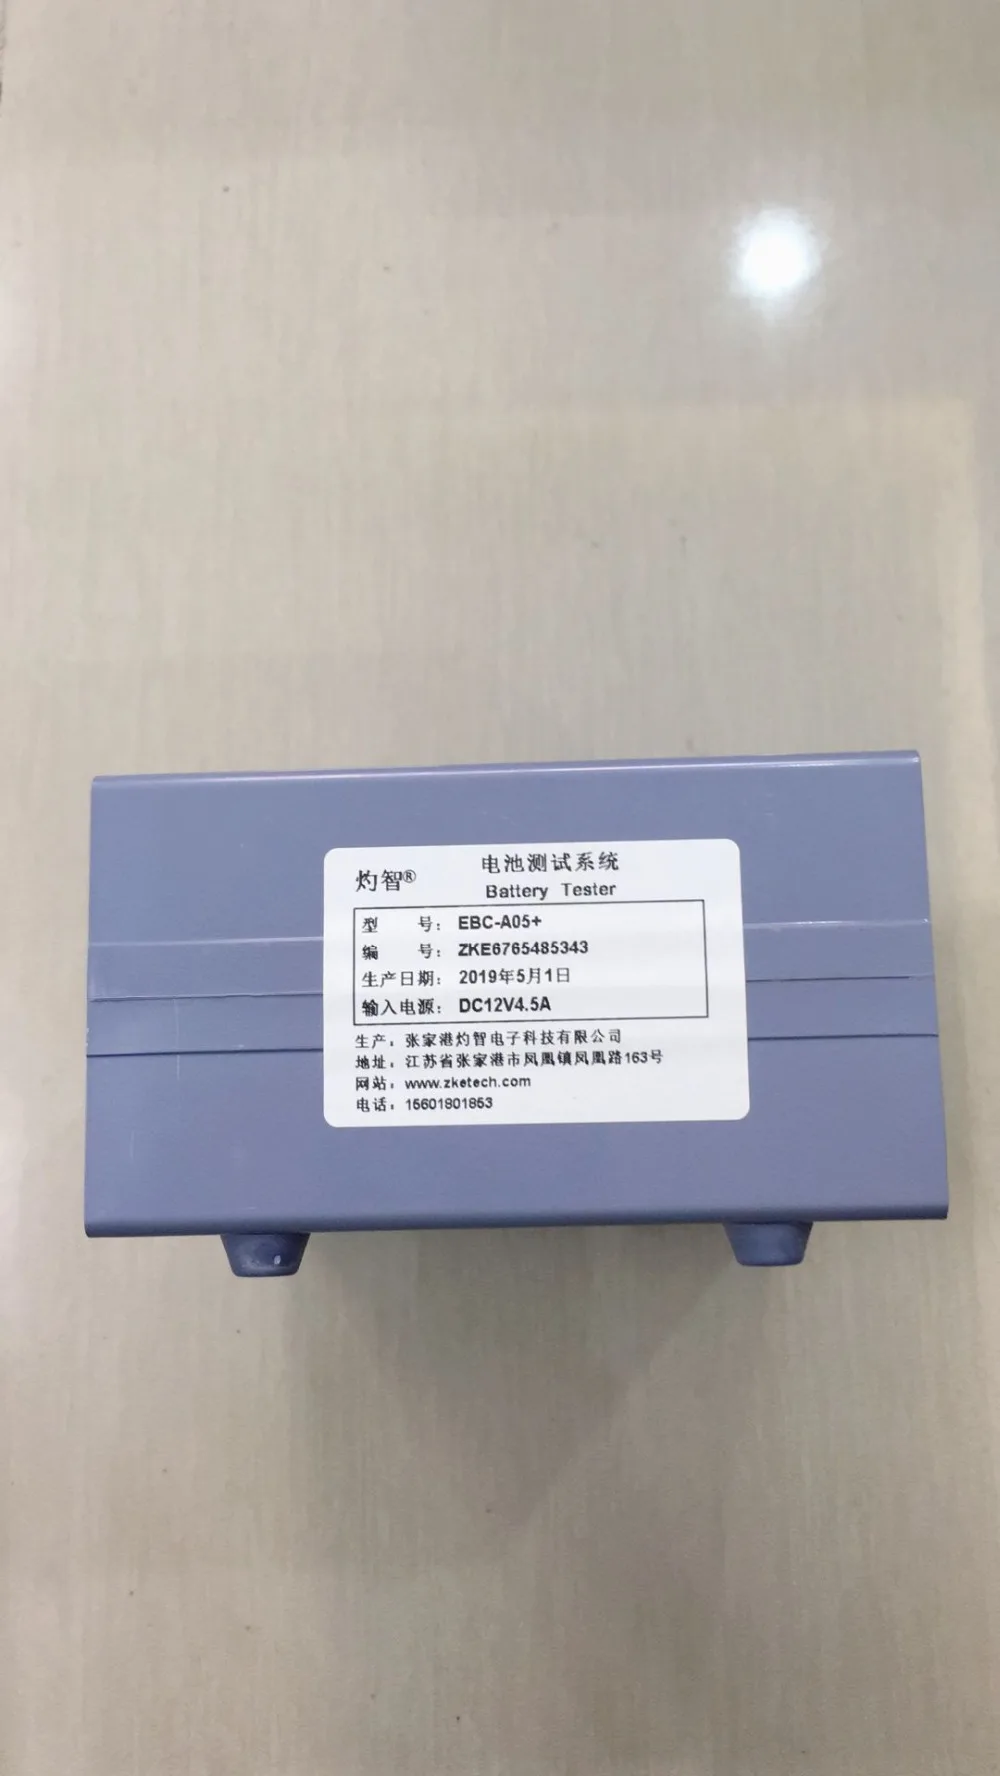 灼智®
电池测试系统
Battery Tester
型 号： EBC-A05+
编 号： ZKE6765485343
生产日期： 2019年5月1日
输入电源： DC12V4.5A
生产：张家港灼智电子科技有限公司
地址：江苏省张家港市凤凰镇凤凰路163号
网站：www.zketech.com
电话：15601801853